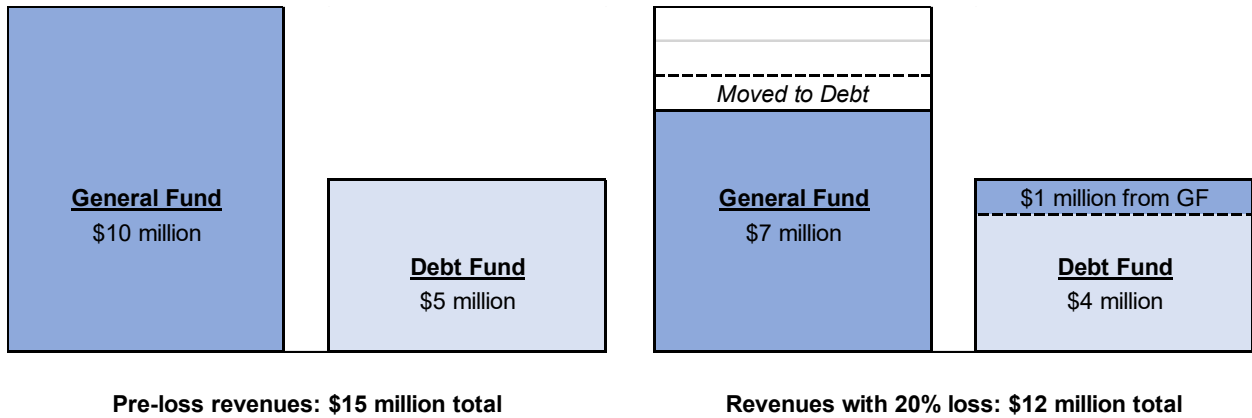 General Fund
$10 million
Debt Fund
$5 million
Pre-loss revenues: $15 million total
Moved to Debt
General Fund
$7 million
$1 million from GF
Debt Fund
$4 million
Revenues with 20% loss: $12 million total